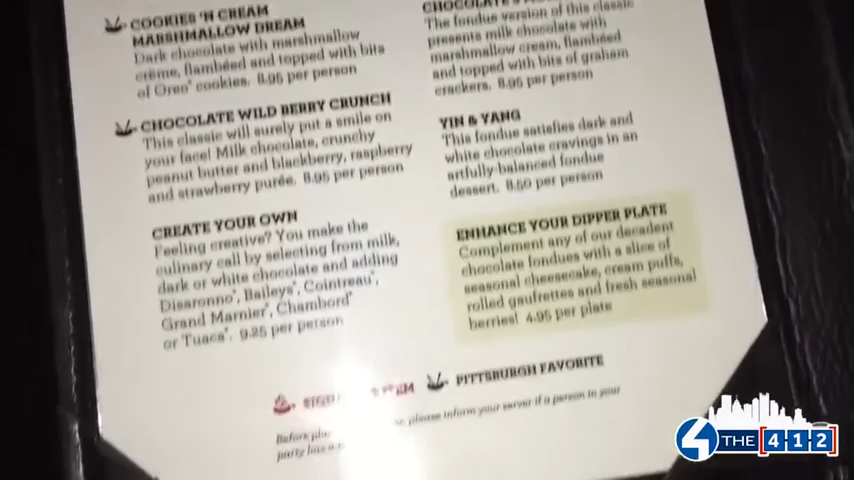 COOKIES 'N CREAM
MARSHMALLOW DREAM
Dark chocolate with marshmallow
crème, flambéed and topped with bits
of Oreo® cookies. 8.95 per person
CHOCOLATE WILD BERRY CRUNCH
This classic will surely put a smile on
your face! Milk chocolate, crunchy
peanut butter and blackberry, raspberry
and strawberry purée. 8.95 per person
CREATE YOUR OWN
Feeling creative? You make the
culinary call by selecting from milk,
dark or white chocolate and adding
Disaronno®, Baileys®, Cointreau®,
Grand Marnier®, Chambord®
or Tuaca®. 9.25 per person
The fondue version of this classic
presents milk chocolate with
marshmallow cream, flambéed
and topped with bits of graham
crackers. 8.95 per person
YIN & YANG
This fondue satisfies dark and
white chocolate cravings in an
artfully-balanced fondue
dessert. 8.50 per person
ENHANCE YOUR DIPPER PLATE
Complement any of our decadent
chocolate fondues with a slice of
seasonal cheesecake, cream puffs,
rolled gaufrettes and fresh seasonal
berries! 4.95 per plate
PITTSBURGH FAVORITE
Before please inform your server if a person in your
party has a
4 THE [412]